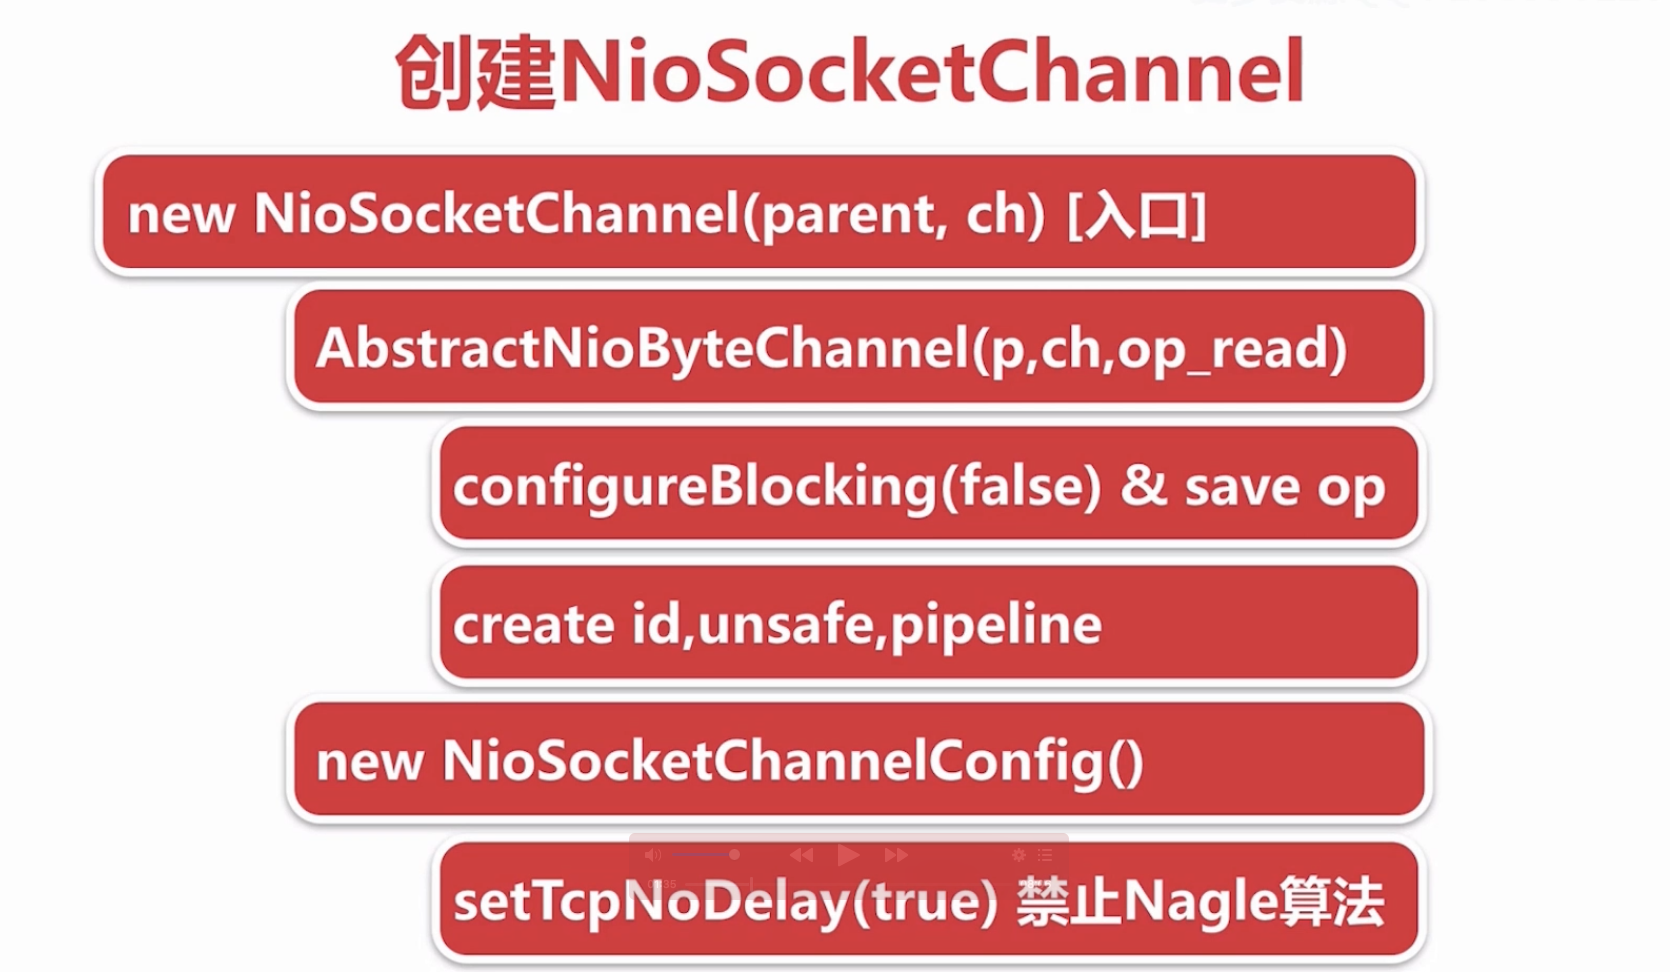 创建NioSocketChannel
new NioSocketChannel(parent, ch) [入口]
AbstractNioByteChannel(p,ch,op_read)
configureBlocking(false) & save op
create id,unsafe,pipeline
new NioSocketChannelConfig()
setTcpNoDelay(true) 禁止Nagle算法